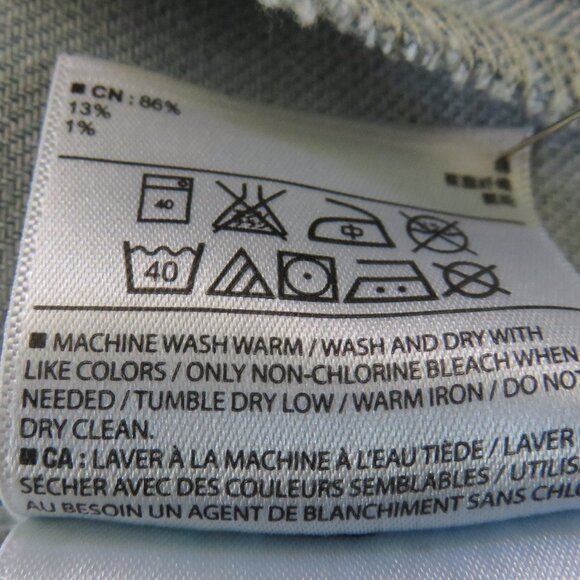 ■ CN : 86%
13%
1%
40
中
40
■ MACHINE WASH WARM / WASH AND DRY WITH
LIKE COLORS / ONLY NON-CHLORINE BLEACH WHEN
NEEDED / TUMBLE DRY LOW / WARM IRON / DO NOT
DRY CLEAN.
■ CA : LAVER À LA MACHINE À L'EAU TIÈDE / LAVER
SÉCHER AVEC DES COULEURS SEMBLABLES / UTILIS
AU BESOIN UN AGENT DE BLANCHIMENT SANS CHLO